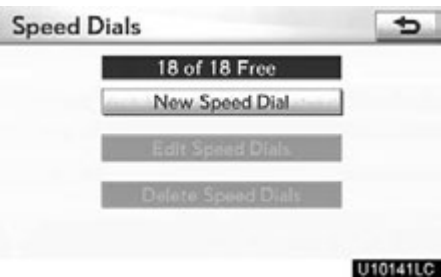 Speed Dials
18 of 18 Free
New Speed Dial
Edit Speed Dials
Delete Speed Dials
U10141LC